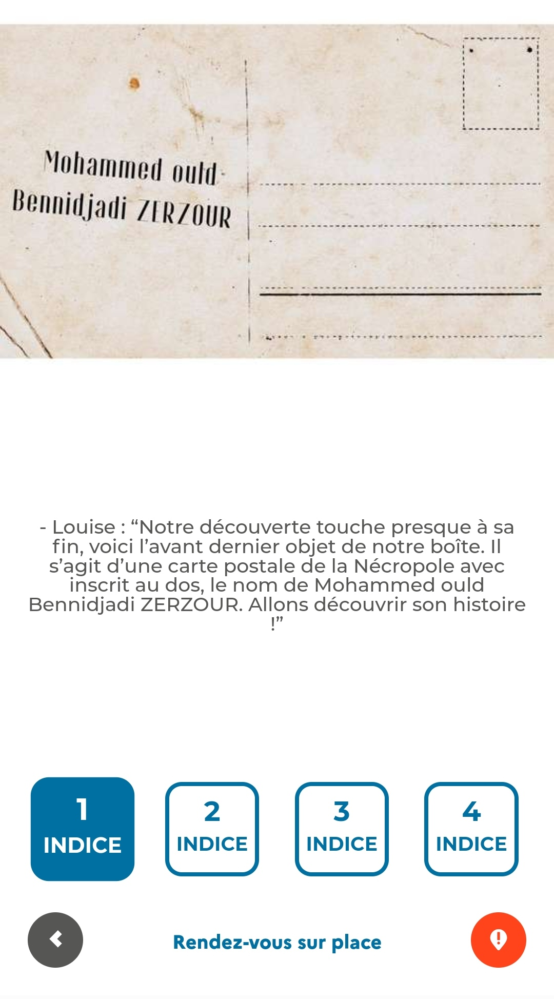 Mohammed ould
Bennidjadi ZERZOUR
- Louise : “Notre découverte touche presque à sa
fin, voici l’avant dernier objet de notre boîte. Il
s’agit d’une carte postale de la Nécropole avec
inscrit au dos, le nom de Mohammed ould
Bennidjadi ZERZOUR. Allons découvrir son histoire
!”
1 2 3 4
INDICE INDICE INDICE INDICE
Rendez-vous sur place